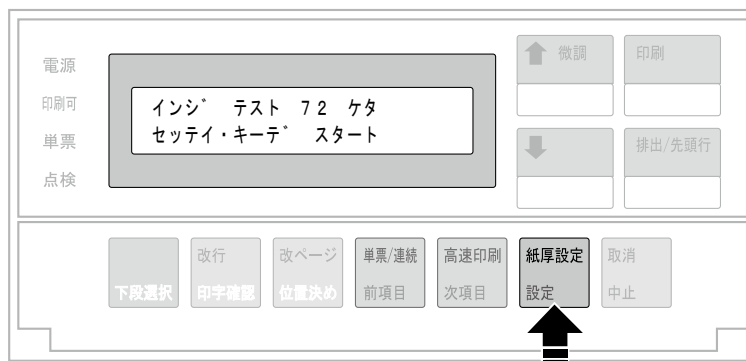 電源
印刷可
単票
点検
インジ テスト 72 ケタ
セッテイ・キーデ スタート
微調
印刷
排出/先頭行
下段選択
改行
印字確認
改ページ
位置決め
単票/連続
前項目
高速印刷
次項目
紙厚設定
設定
取消
中止